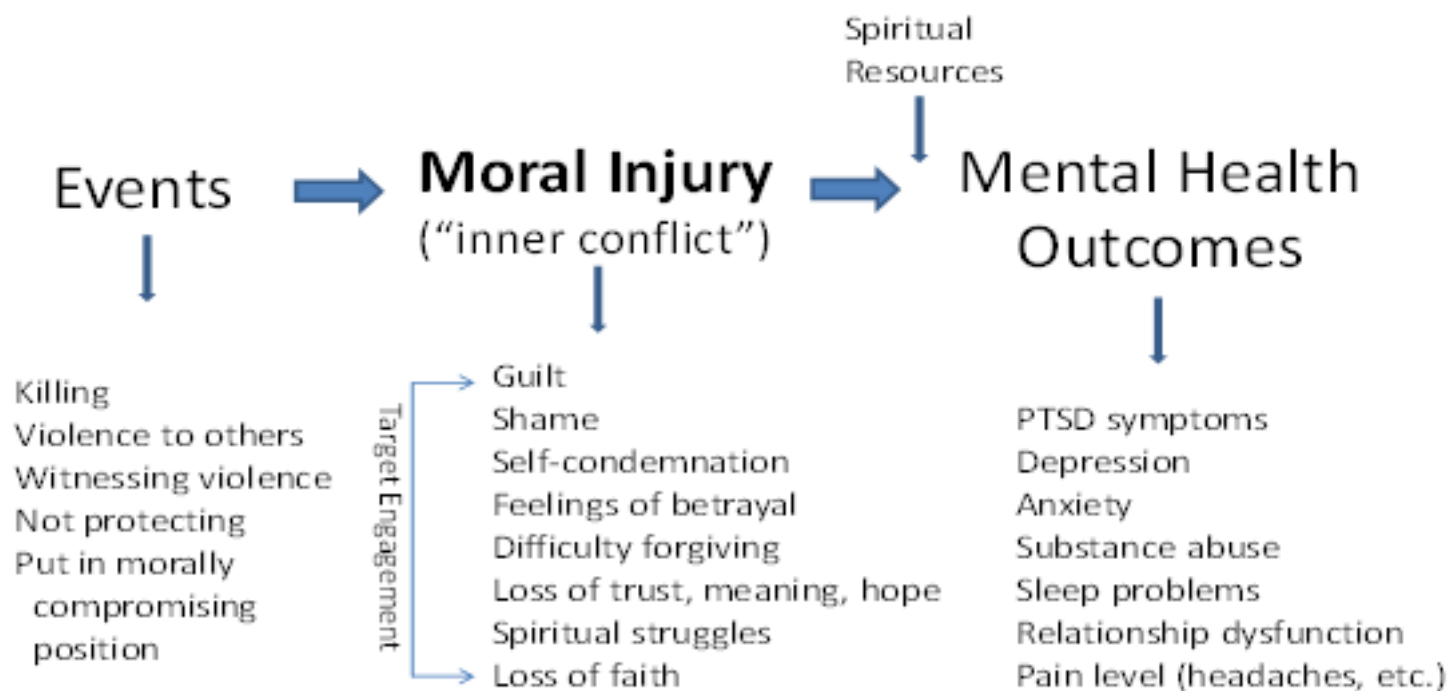 Spiritual
Resources
Events
Moral Injury
(“inner conflict”)
Mental Health
Outcomes
Killing
Violence to others
Witnessing violence
Not protecting
Put in morally
compromising
position
Target Engagement
Guilt
Shame
Self-condemnation
Feelings of betrayal
Difficulty forgiving
Loss of trust, meaning, hope
Spiritual struggles
Loss of faith
PTSD symptoms
Depression
Anxiety
Substance abuse
Sleep problems
Relationship dysfunction
Pain level (headaches, etc.)